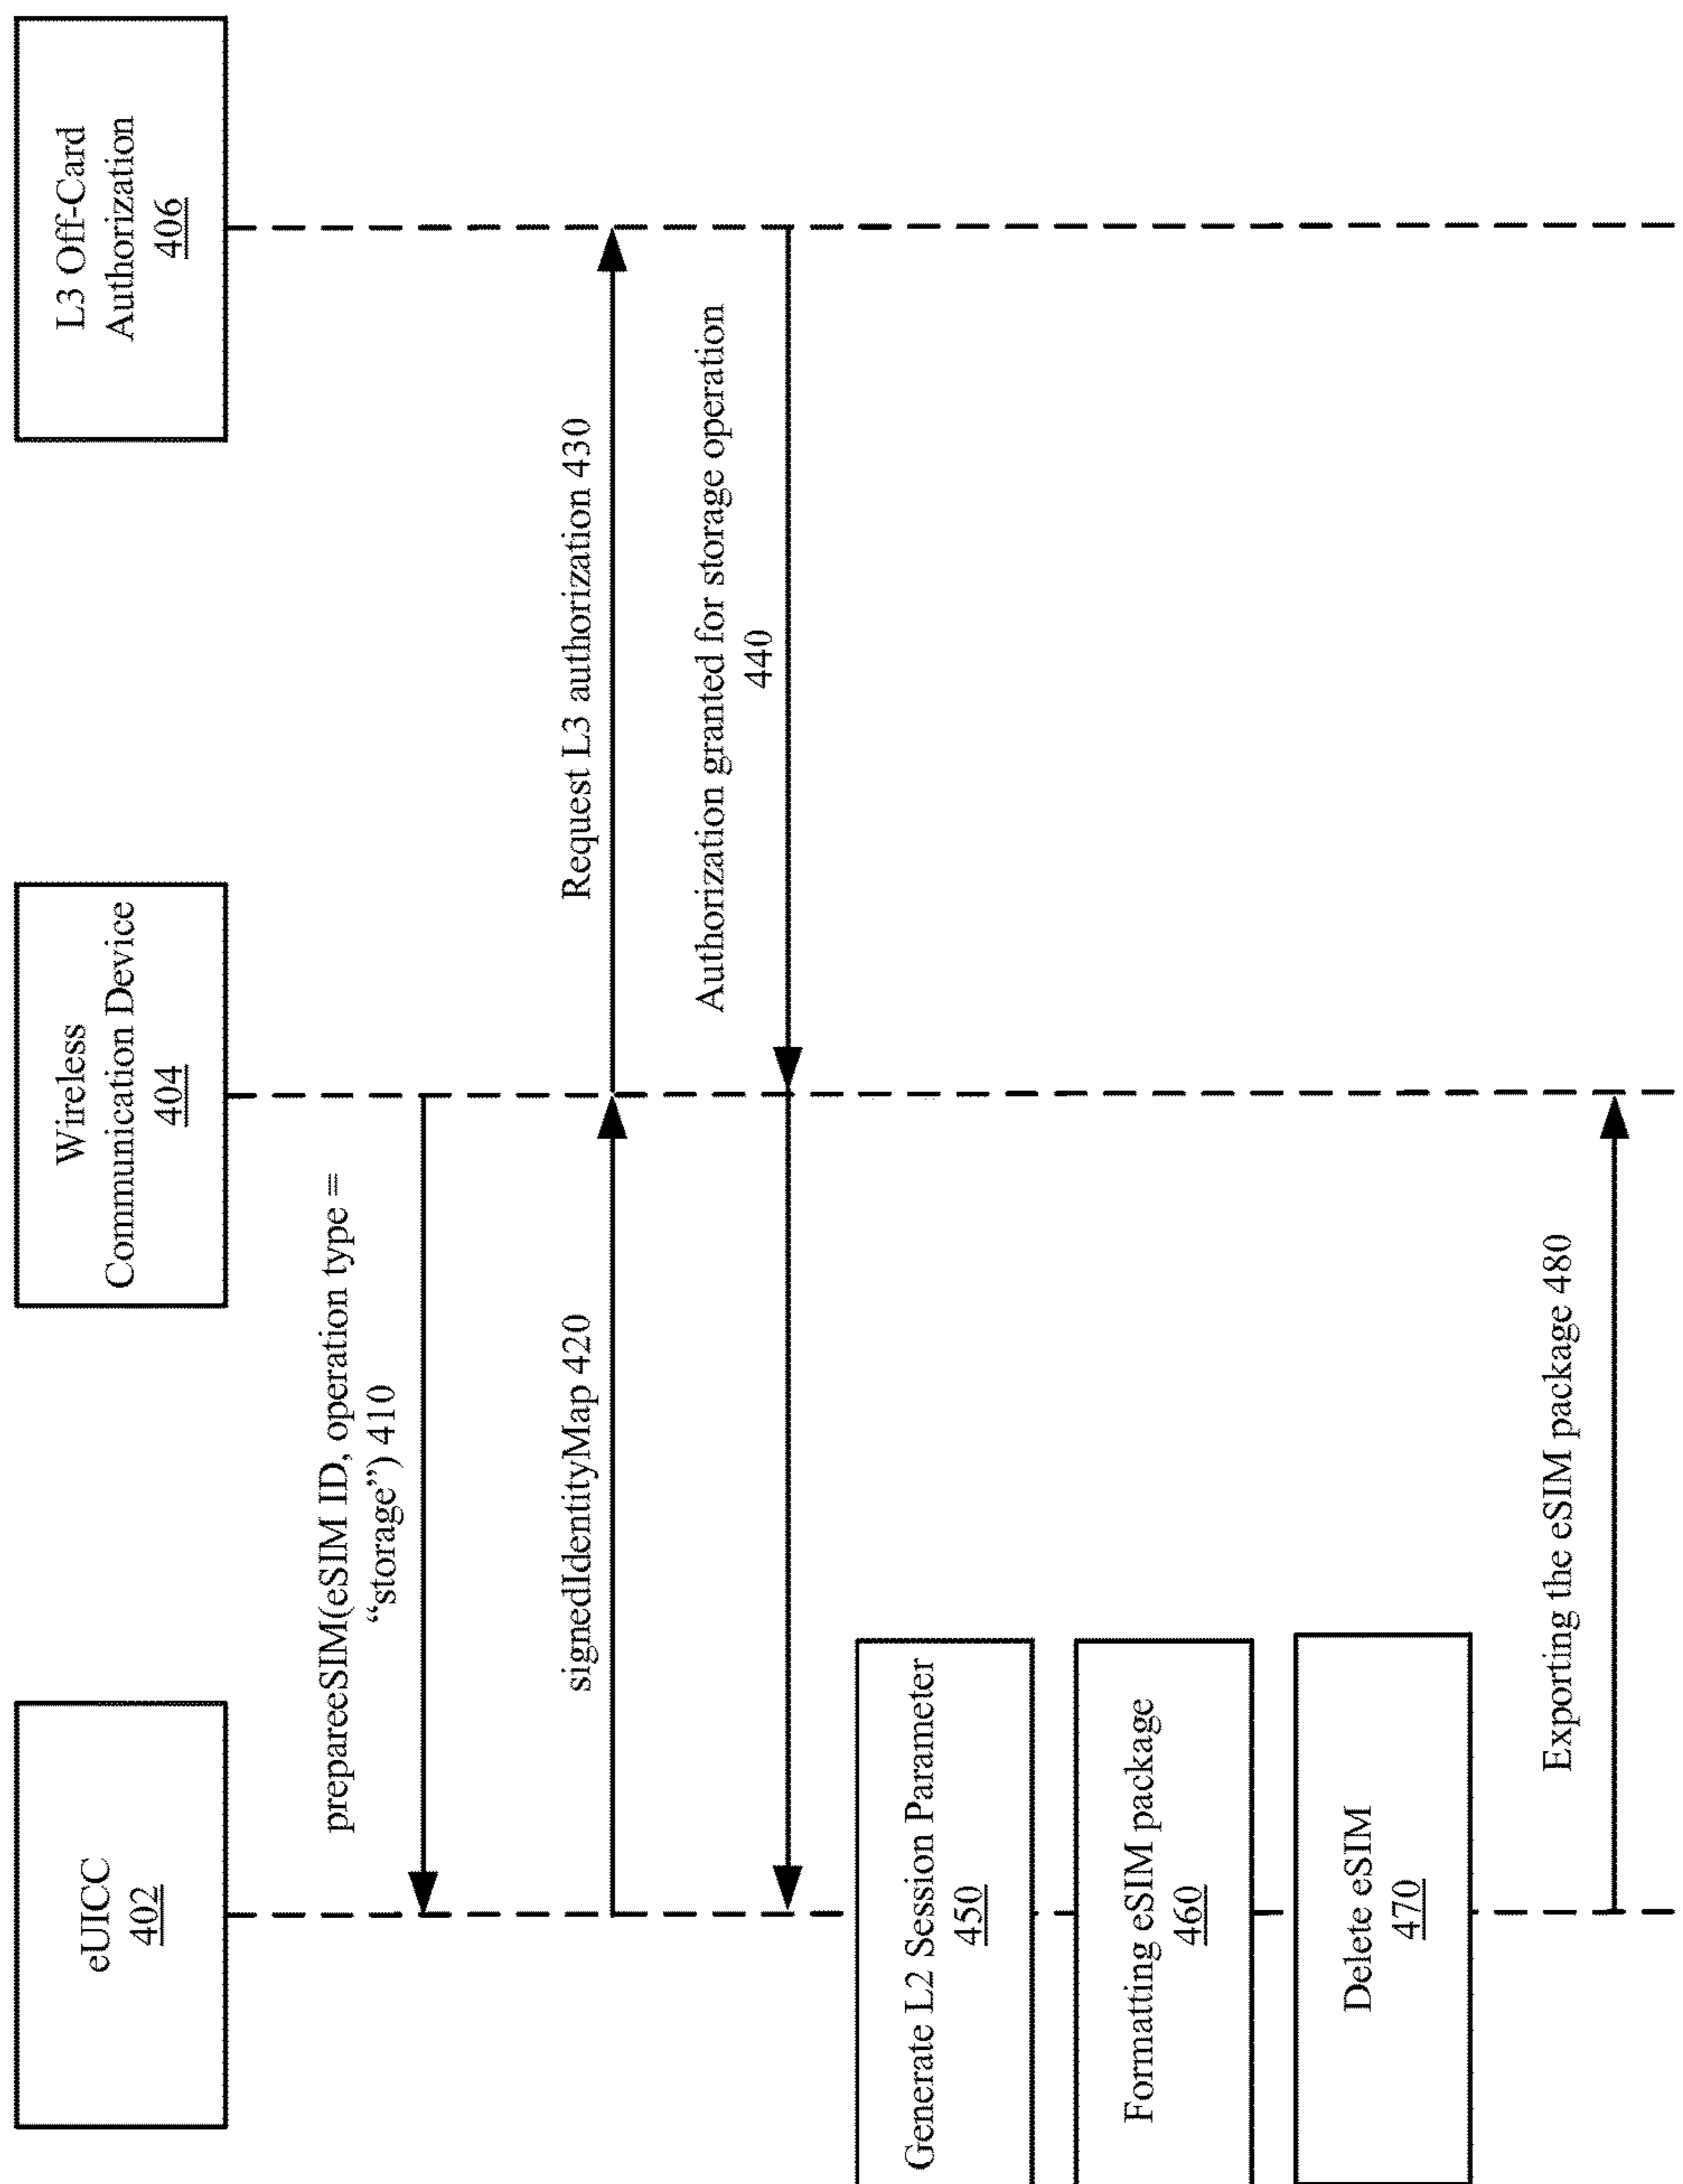 eUICC
402
Wireless
Communication Device
404
L3 Off-Card
Authorization
406
prepareeSIM(eSIM ID, operation type =
“storage”) 410
signedIdentityMap 420
Request L3 authorization 430
Authorization granted for storage operation
440
Generate L2 Session Parameter
450
Formatting eSIM package
460
Delete eSIM
470
Exporting the eSIM package 480